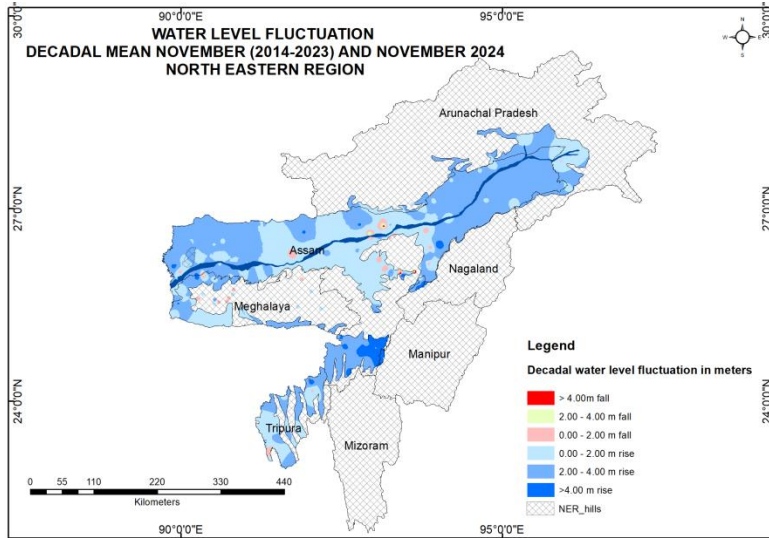 90°0'0"E
95°0'0"E
30°0'0"N
30°0'0"N
WATER LEVEL FLUCTUATION
DECADAL MEAN NOVEMBER (2014-2023) AND NOVEMBER 2024
NORTH EASTERN REGION
N
W
E
S
Arunachal Pradesh
27°0'0"N
27°0'0"N
Assam
Nagaland
Meghalaya
Manipur
24°0'0"N
24°0'0"N
Tripura
Mizoram
Legend
Decadal water level fluctuation in meters
> 4.00m fall
2.00 - 4.00 m fall
0.00 - 2.00 m fall
0.00 - 2.00 m rise
2.00 - 4.00 m rise
>4.00 m rise
NER_hills
0 55 110 220 330 440
Kilometers
90°0'0"E
95°0'0"E